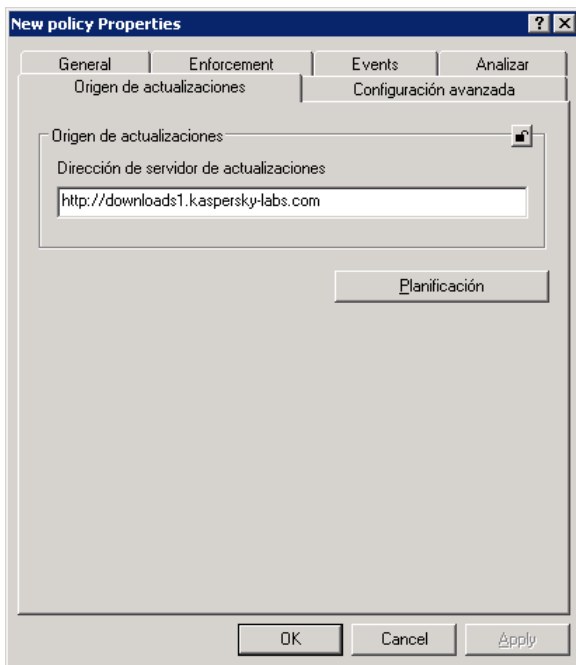 New policy Properties
General Enforcement Events Analizar
Origen de actualizaciones Configuración avanzada
Origen de actualizaciones
Dirección de servidor de actualizaciones
http://downloads1.kaspersky-labs.com
Planificación
OK Cancel Apply